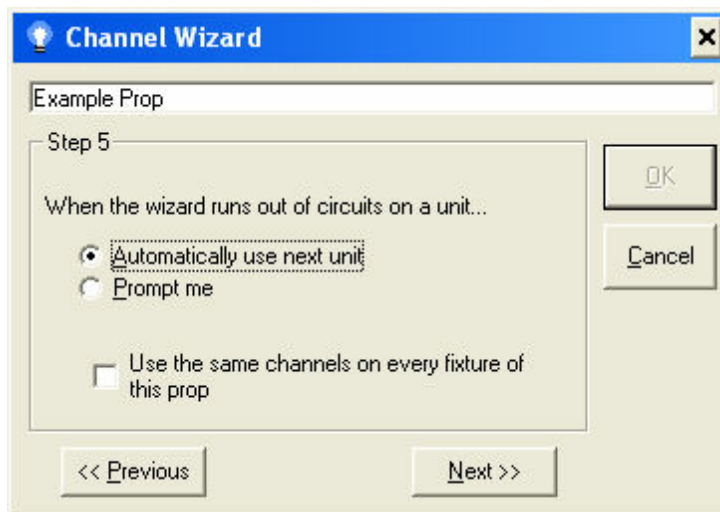 Channel Wizard
Example Prop
Step 5
OK
When the wizard runs out of circuits on a unit...
Automatically use next unit
Cancel
Prompt me
Use the same channels on every fixture of
this prop
<< Previous
Next >>